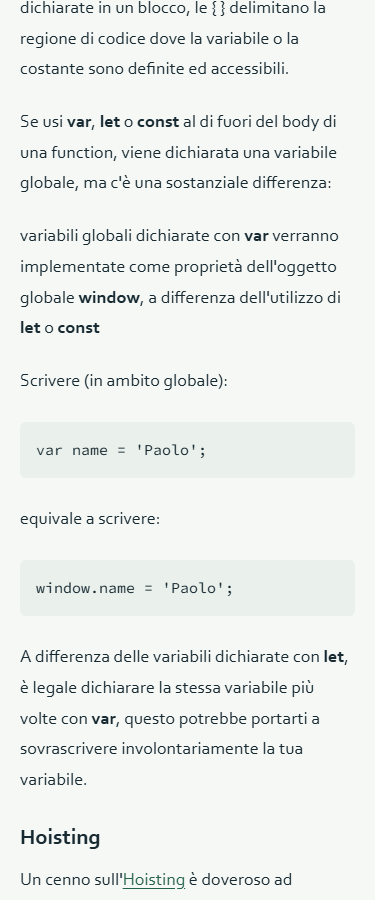 dichiarate in un blocco, le { } delimitano la
regione di codice dove la variabile o la
costante sono definite ed accessibili.
Se usi var, let o const al di fuori del body di
una function, viene dichiarata una variabile
globale, ma c'è una sostanziale differenza:
variabili globali dichiarate con var verranno
implementate come proprietà dell'oggetto
globale window, a differenza dell'utilizzo di
let o const
Scrivere (in ambito globale):
var name = 'Paolo';
equivale a scrivere:
window.name = 'Paolo';
A differenza delle variabili dichiarate con let,
è legale dichiarare la stessa variabile più
volte con var, questo potrebbe portarti a
sovrascrivere involontariamente la tua
variabile.
Hoisting
Un cenno sull'Hoisting è doveroso ad